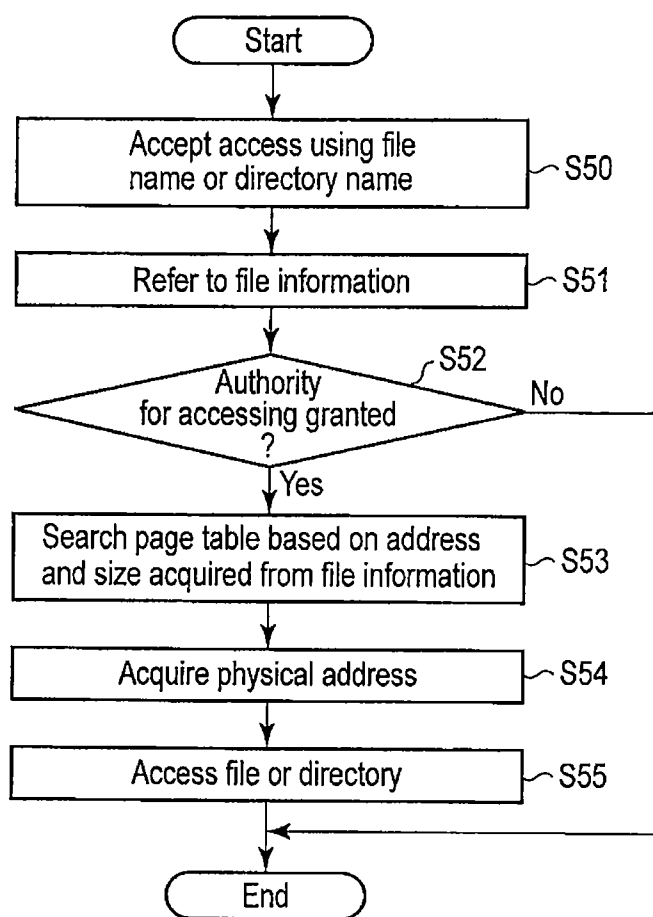 Start
Accept access using file
name or directory name
S50
Refer to file information
S51
S52
Authority
for accessing granted
?
No
Yes
Search page table based on address
and size acquired from file information
S53
Acquire physical address
S54
Access file or directory
S55
End